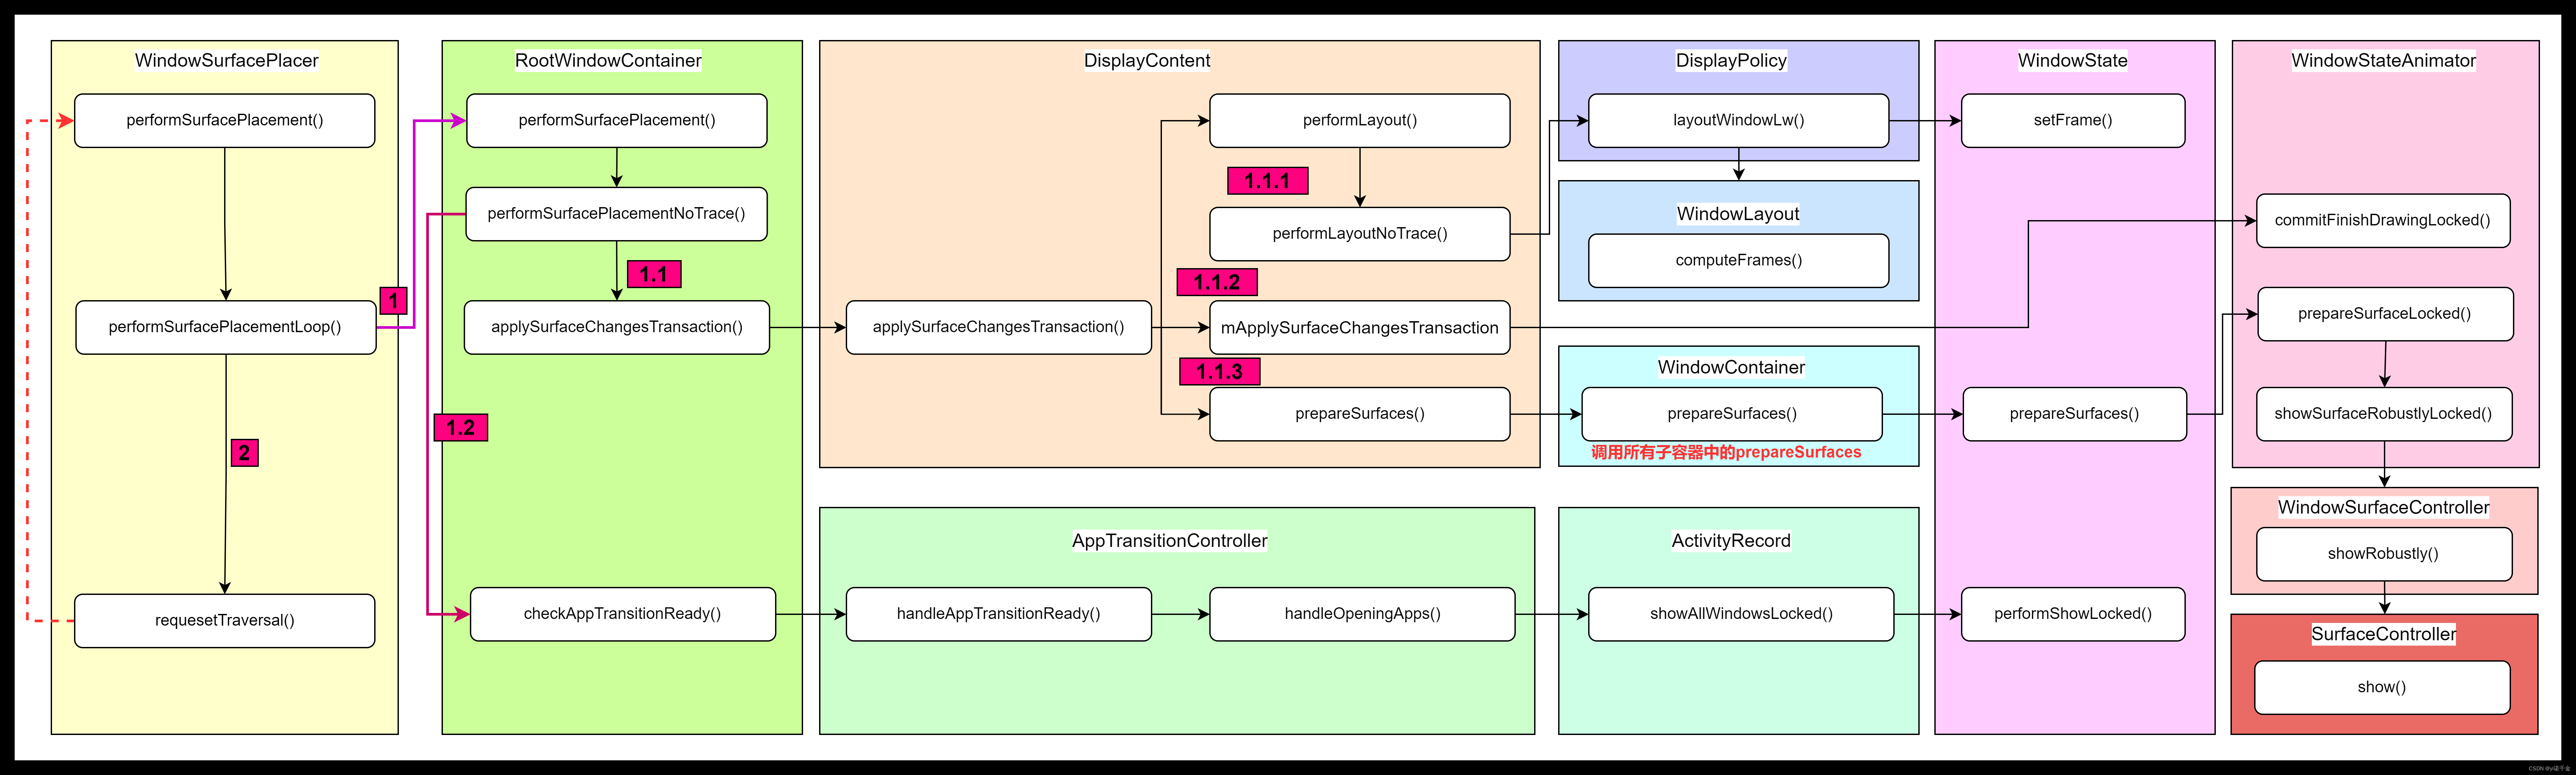 WindowSurfacePlacer
performSurfacePlacement()
performSurfacePlacementLoop()
1
2
requesetTraversal()
RootWindowContainer
performSurfacePlacement()
performSurfacePlacementNoTrace()
1.1
applySurfaceChangesTransaction()
1.2
checkAppTransitionReady()
DisplayContent
performLayout()
1.1.1
performLayoutNoTrace()
1.1.2
applySurfaceChangesTransaction()
mApplySurfaceChangesTransaction
1.1.3
prepareSurfaces()
DisplayPolicy
layoutWindowLw()
WindowLayout
computeFrames()
WindowContainer
prepareSurfaces()
调用所有子容器中的prepareSurfaces
AppTransitionController
handleAppTransitionReady()
handleOpeningApps()
ActivityRecord
showAllWindowsLocked()
WindowState
setFrame()
prepareSurfaces()
performShowLocked()
WindowStateAnimator
commitFinishDrawingLocked()
prepareSurfaceLocked()
showSurfaceRobustlyLocked()
WindowSurfaceController
showRobustly()
SurfaceController
show()